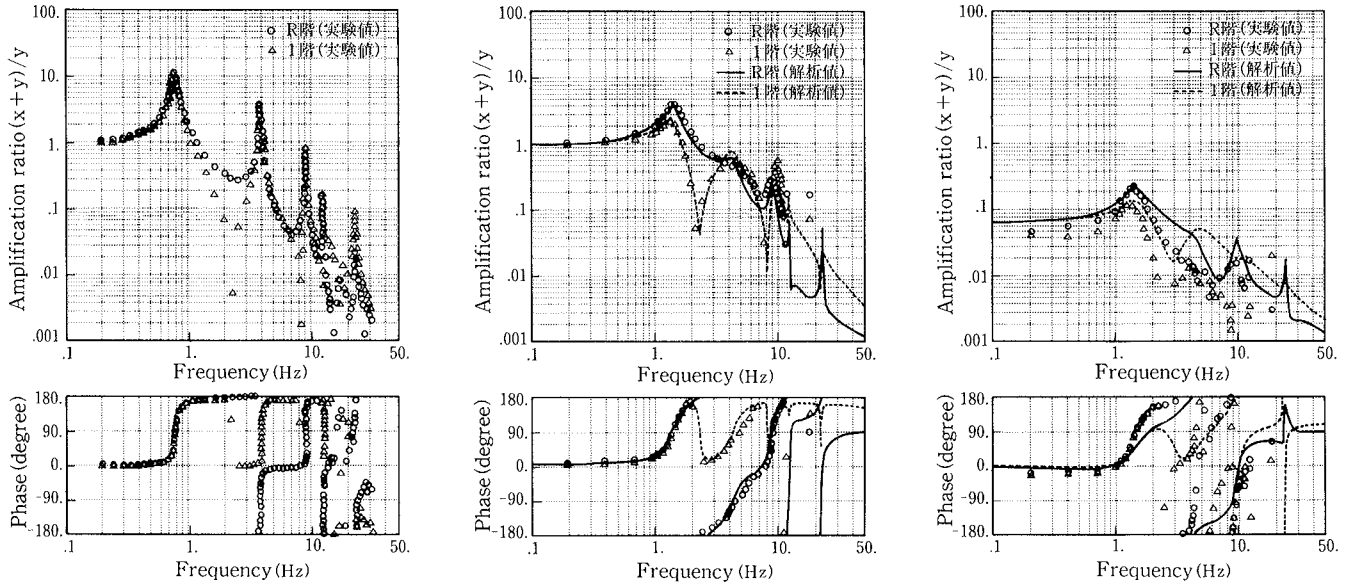 Amplification ratio (x+y)/y
100.
10.
1.
.1
.01
.001
○ R階(実験値)
△ 1階(実験値)
.1
1.
10.
50.
Frequency(Hz)
Phase (degree)
180.
90.
0.
-90.
-180.
.1
1.
10.
50.
Frequency(Hz)
Amplification ratio (x+y)/y
100.
10.
1.
.1
.01
.001
○ R階(実験値)
△ 1階(実験値)
R階(解析値)
1階(解析値)
.1
1.
10.
50.
Frequency(Hz)
Phase (degree)
180.
90.
0.
-90.
-180.
.1
1.
10.
50.
Frequency(Hz)
Amplification ratio (x+y)/y
100.
10.
1.
.1
.01
.001
○ R階(実験値)
△ 1階(実験値)
R階(解析値)
1階(解析値)
.1
1.
10.
50.
Frequency(Hz)
Phase (degree)
180.
90.
0.
-90.
-180.
.1
1.
10.
50.
Frequency(Hz)